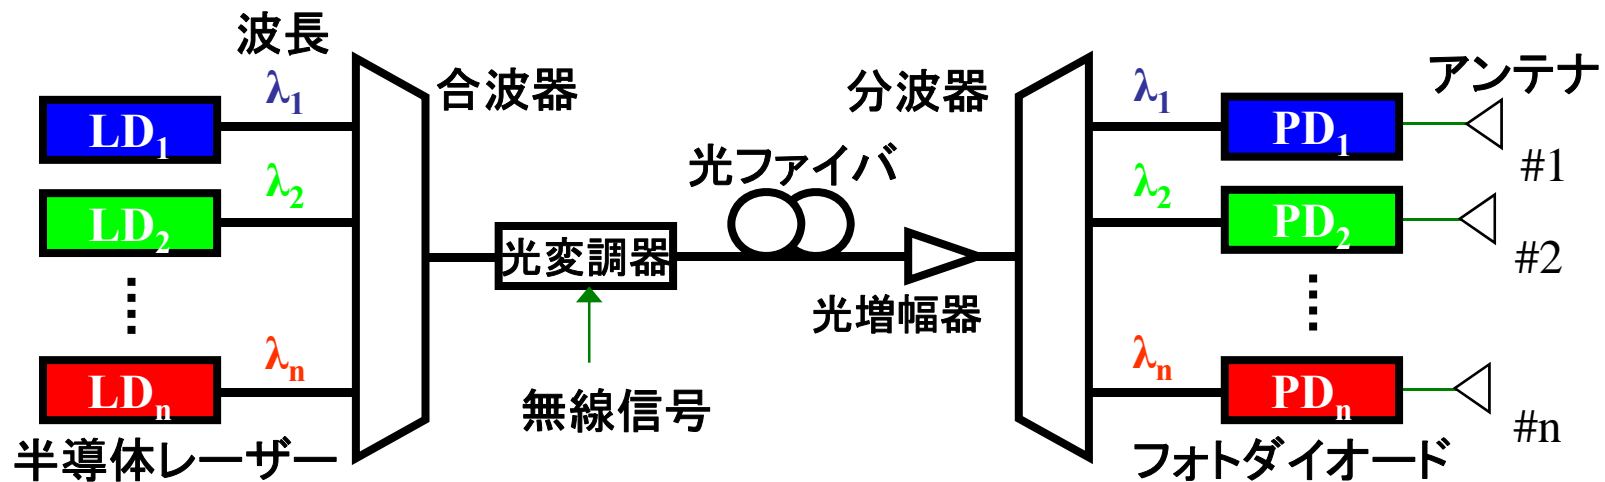 波長
合波器
分波器
アンテナ
λ1
LD1
λ1
PD1
#1
光ファイバ
λ2
LD2
λ2
PD2
#2
光変調器
光増幅器
無線信号
λn
LDn
λn
PDn
#n
半導体レーザー
フォトダイオード